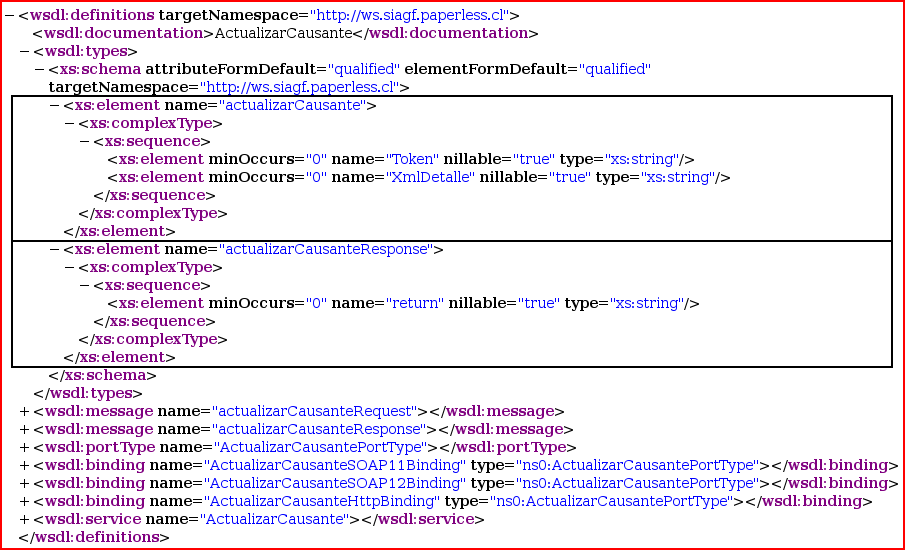 − <wsdl:definitions targetNamespace="http://ws.siagf.paperless.cl">
<wsdl:documentation>ActualizarCausante</wsdl:documentation>
− <wsdl:types>
− <xs:schema attributeFormDefault="qualified" elementFormDefault="qualified"
targetNamespace="http://ws.siagf.paperless.cl">
− <xs:element name="actualizarCausante">
− <xs:complexType>
− <xs:sequence>
<xs:element minOccurs="0" name="Token" nillable="true" type="xs:string"/>
<xs:element minOccurs="0" name="XmlDetalle" nillable="true" type="xs:string"/>
</xs:sequence>
</xs:complexType>
</xs:element>
− <xs:element name="actualizarCausanteResponse">
− <xs:complexType>
− <xs:sequence>
<xs:element minOccurs="0" name="return" nillable="true" type="xs:string"/>
</xs:sequence>
</xs:complexType>
</xs:element>
</xs:schema>
</wsdl:types>
+ <wsdl:message name="actualizarCausanteRequest"></wsdl:message>
+ <wsdl:message name="actualizarCausanteResponse"></wsdl:message>
+ <wsdl:portType name="ActualizarCausantePortType"></wsdl:portType>
+ <wsdl:binding name="ActualizarCausanteSOAP11Binding" type="ns0:ActualizarCausantePortType"></wsdl:binding>
+ <wsdl:binding name="ActualizarCausanteSOAP12Binding" type="ns0:ActualizarCausantePortType"></wsdl:binding>
+ <wsdl:binding name="ActualizarCausanteHttpBinding" type="ns0:ActualizarCausantePortType"></wsdl:binding>
+ <wsdl:service name="ActualizarCausante"></wsdl:service>
</wsdl:definitions>